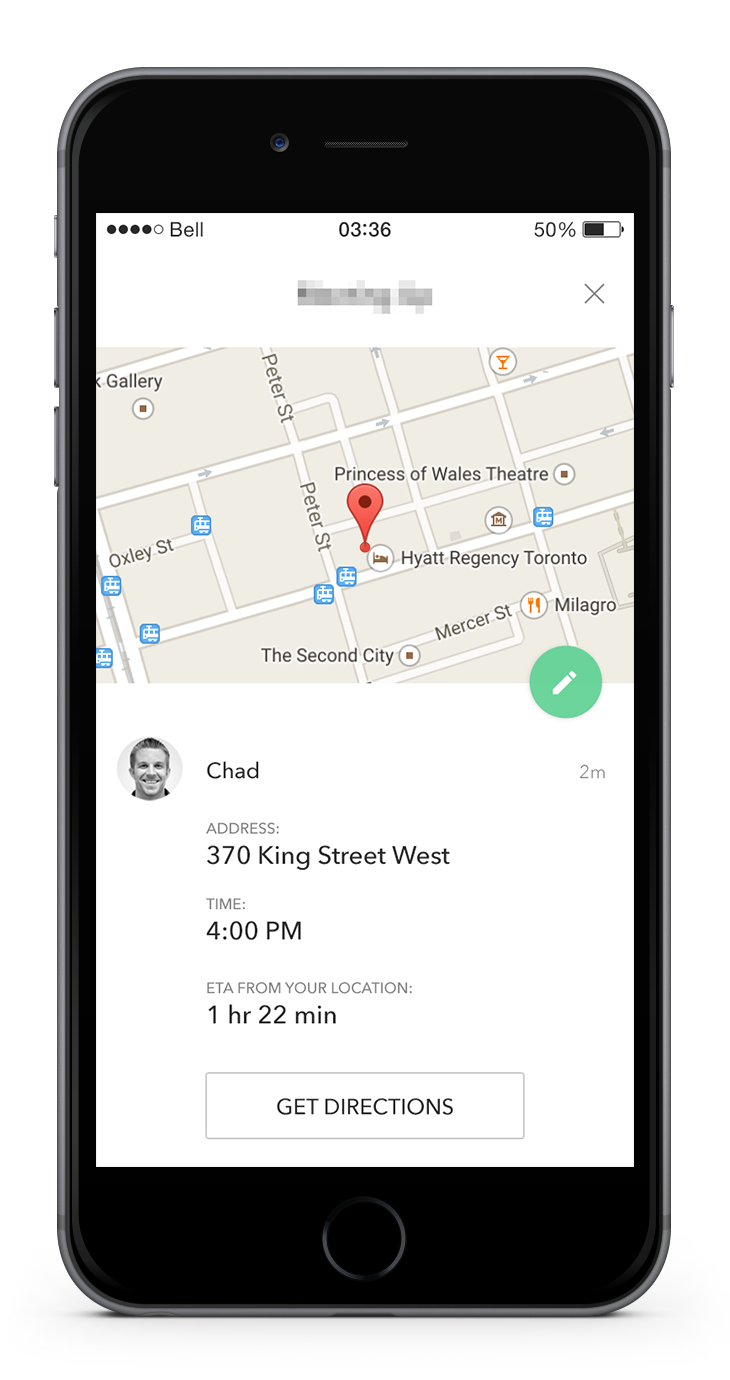 Bell 03:36 50%
k Gallery
Peter St
Princess of Wales Theatre
Peter St
M
Oxley St
Hyatt Regency Toronto
Milagro
Mercer St
The Second City
Chad 2m
ADDRESS:
370 King Street West
TIME:
4:00 PM
ETA FROM YOUR LOCATION:
1 hr 22 min
GET DIRECTIONS